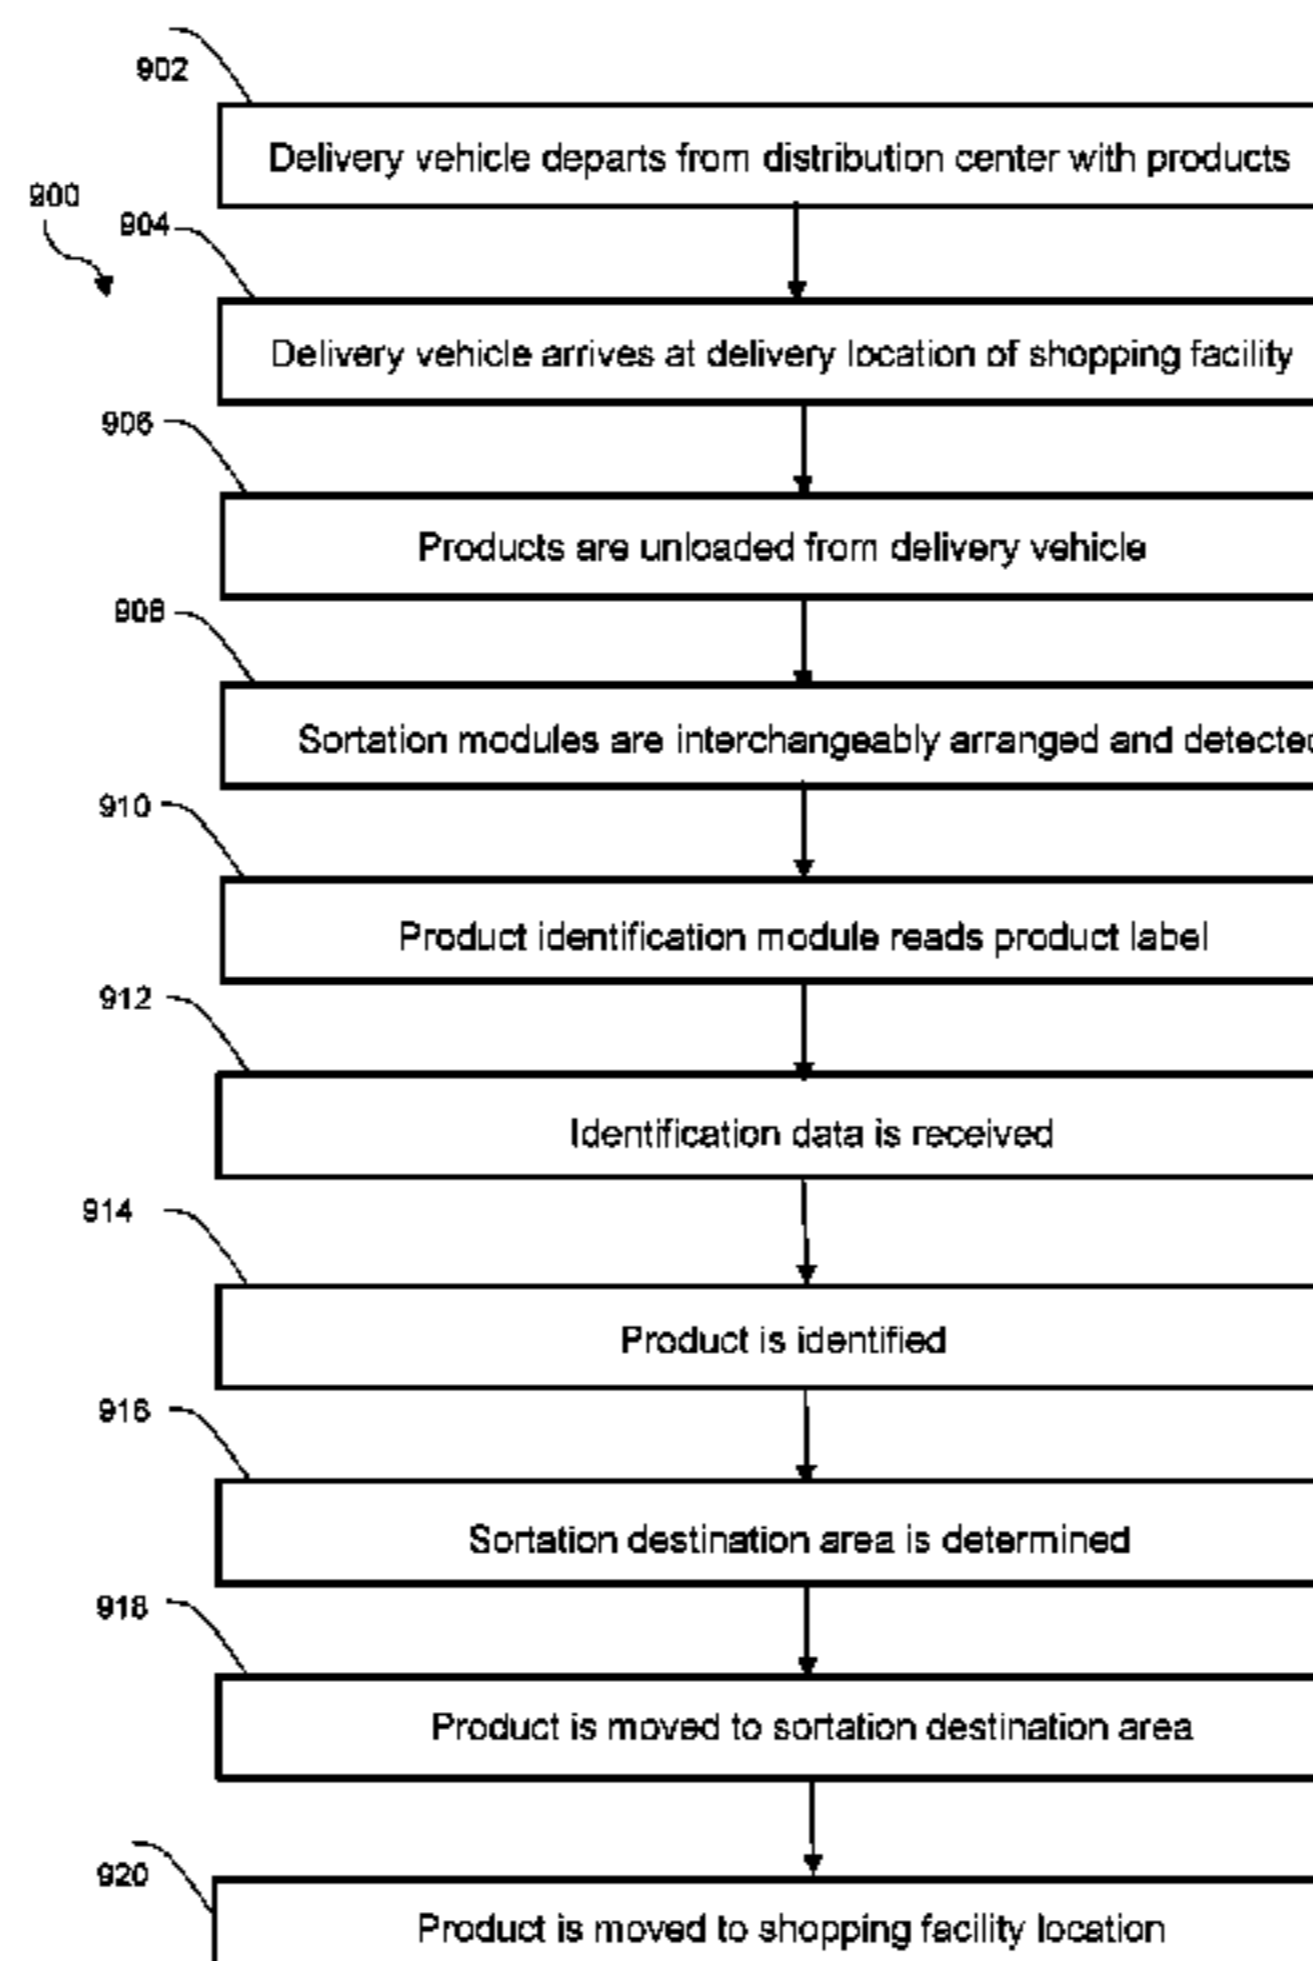 902
Delivery vehicle departs from distribution center with products
900
904
Delivery vehicle arrives at delivery location of shopping facility
906
Products are unloaded from delivery vehicle
908
Sortation modules are interchangeably arranged and detected
910
Product identification module reads product label
912
Identification data is received
914
Product is identified
916
Sortation destination area is determined
918
Product is moved to sortation destination area
920
Product is moved to shopping facility location